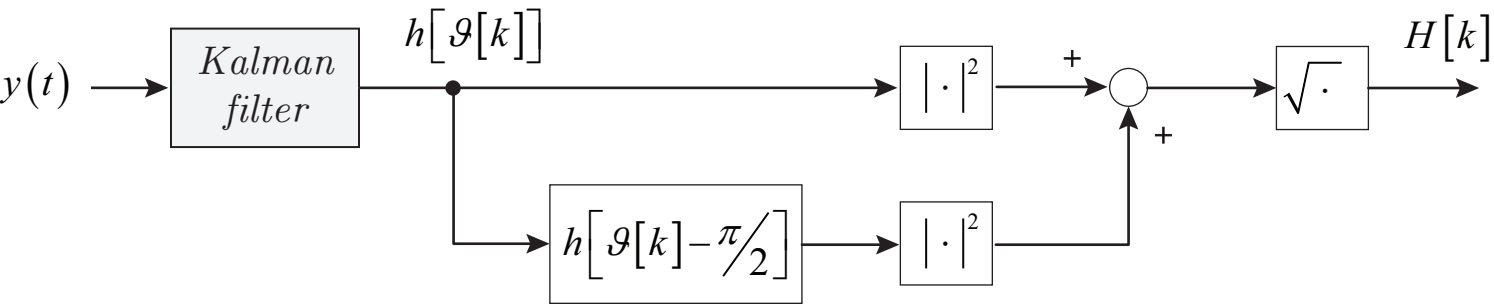 y(t)
Kalman
filter
h[ϑ[k]]
|·|²
+
+
√·
H[k]
h[ϑ[k]−π/2]
|·|²